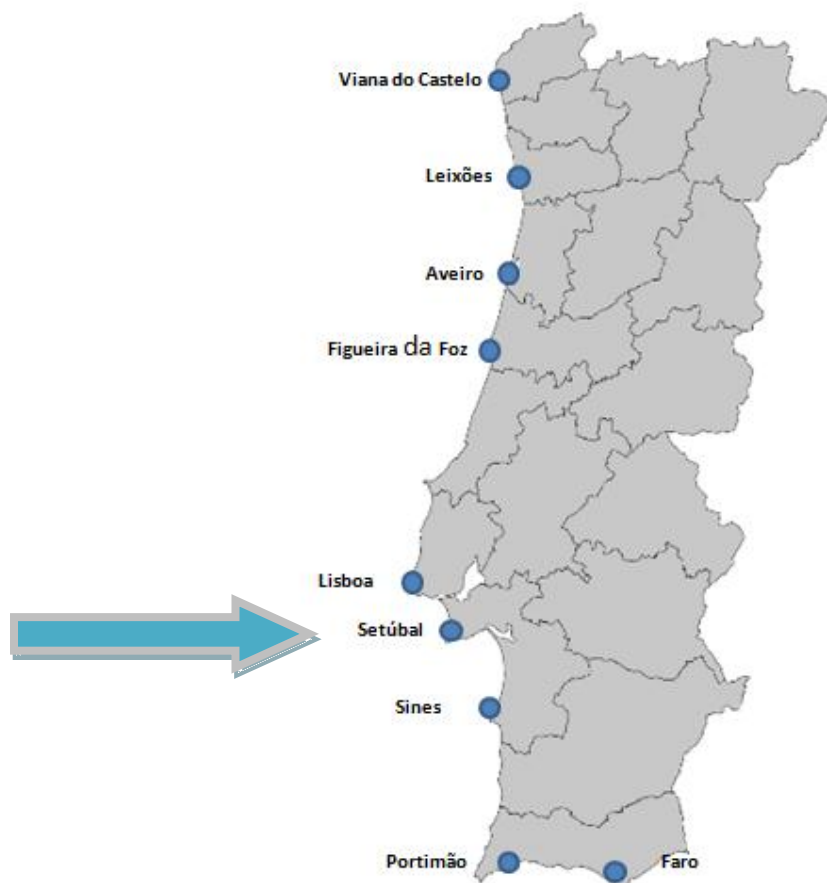 Viana do Castelo
Leixões
Aveiro
Figueira da Foz
Lisboa
Setúbal
Sines
Portimão
Faro